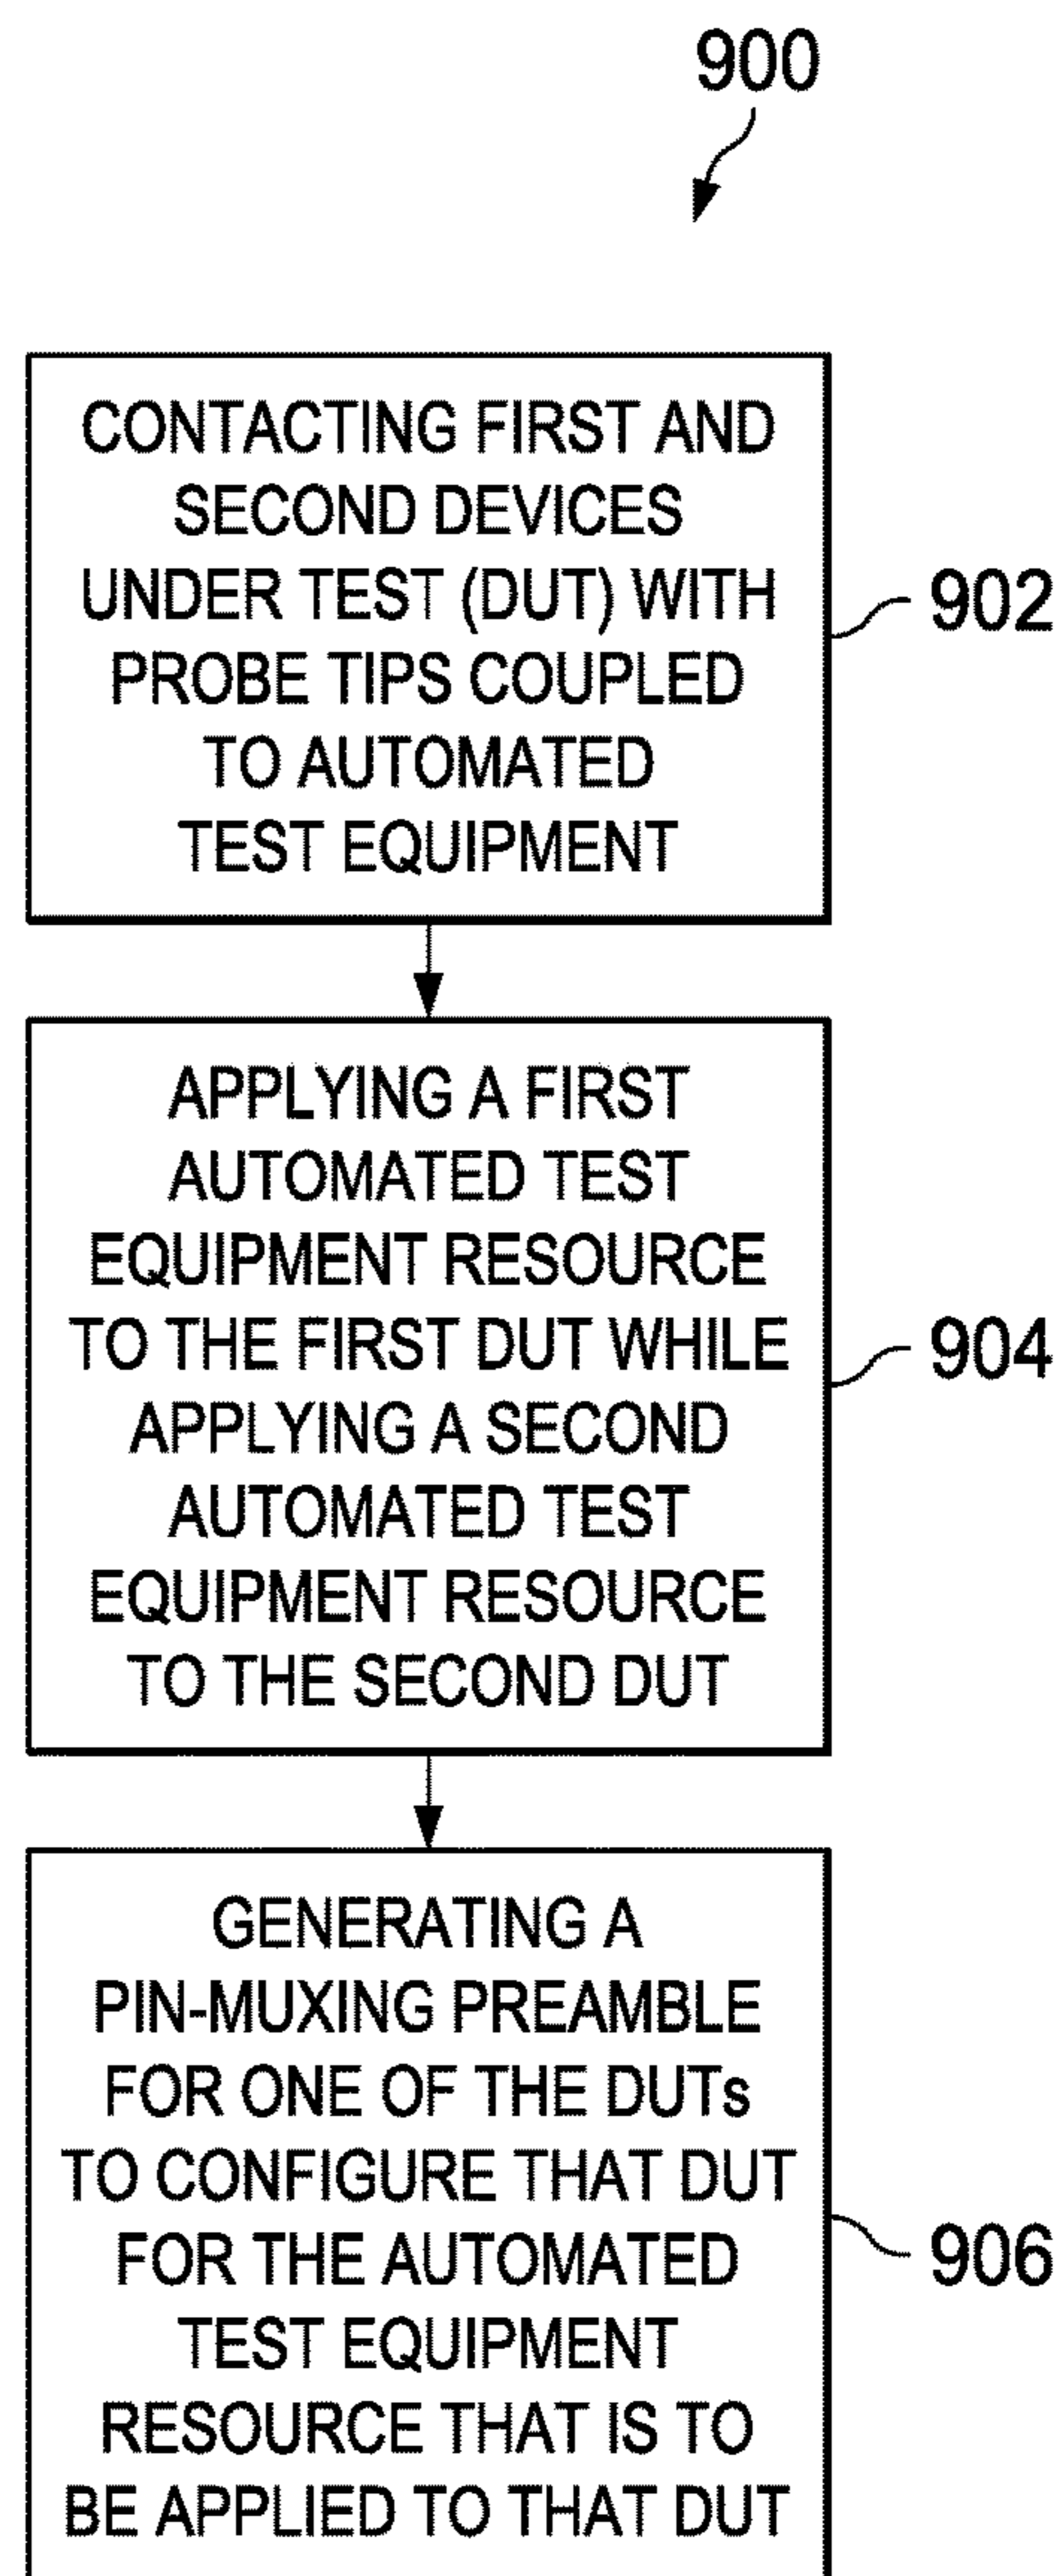 900
CONTACTING FIRST AND
SECOND DEVICES
UNDER TEST (DUT) WITH
PROBE TIPS COUPLED
TO AUTOMATED
TEST EQUIPMENT
902
APPLYING A FIRST
AUTOMATED TEST
EQUIPMENT RESOURCE
TO THE FIRST DUT WHILE
APPLYING A SECOND
AUTOMATED TEST
EQUIPMENT RESOURCE
TO THE SECOND DUT
904
GENERATING A
PIN-MUXING PREAMBLE
FOR ONE OF THE DUTs
TO CONFIGURE THAT DUT
FOR THE AUTOMATED
TEST EQUIPMENT
RESOURCE THAT IS TO
BE APPLIED TO THAT DUT
906